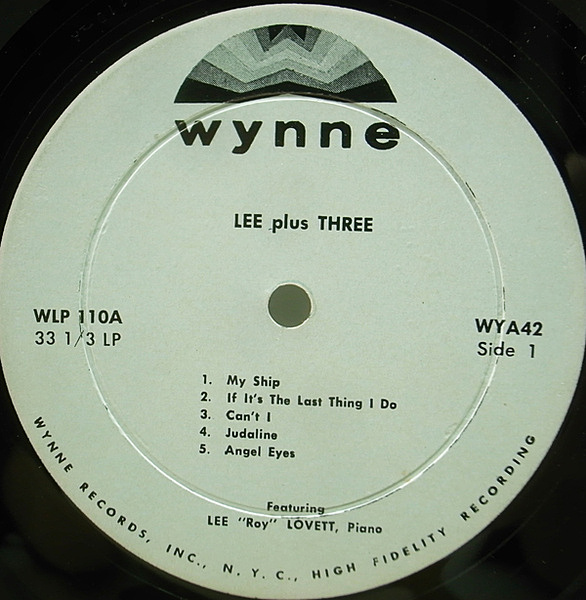 wynne
LEE plus THREE
WLP 110A
33 1/3 LP
WYA42
Side 1
1. My Ship
2. If It's The Last Thing I Do
3. Can't I
4. Judaline
5. Angel Eyes
Featuring
LEE "Roy" LOVETT, Piano
WYNNE RECORDS, INC., N. Y. C., HIGH FIDELITY RECORDING